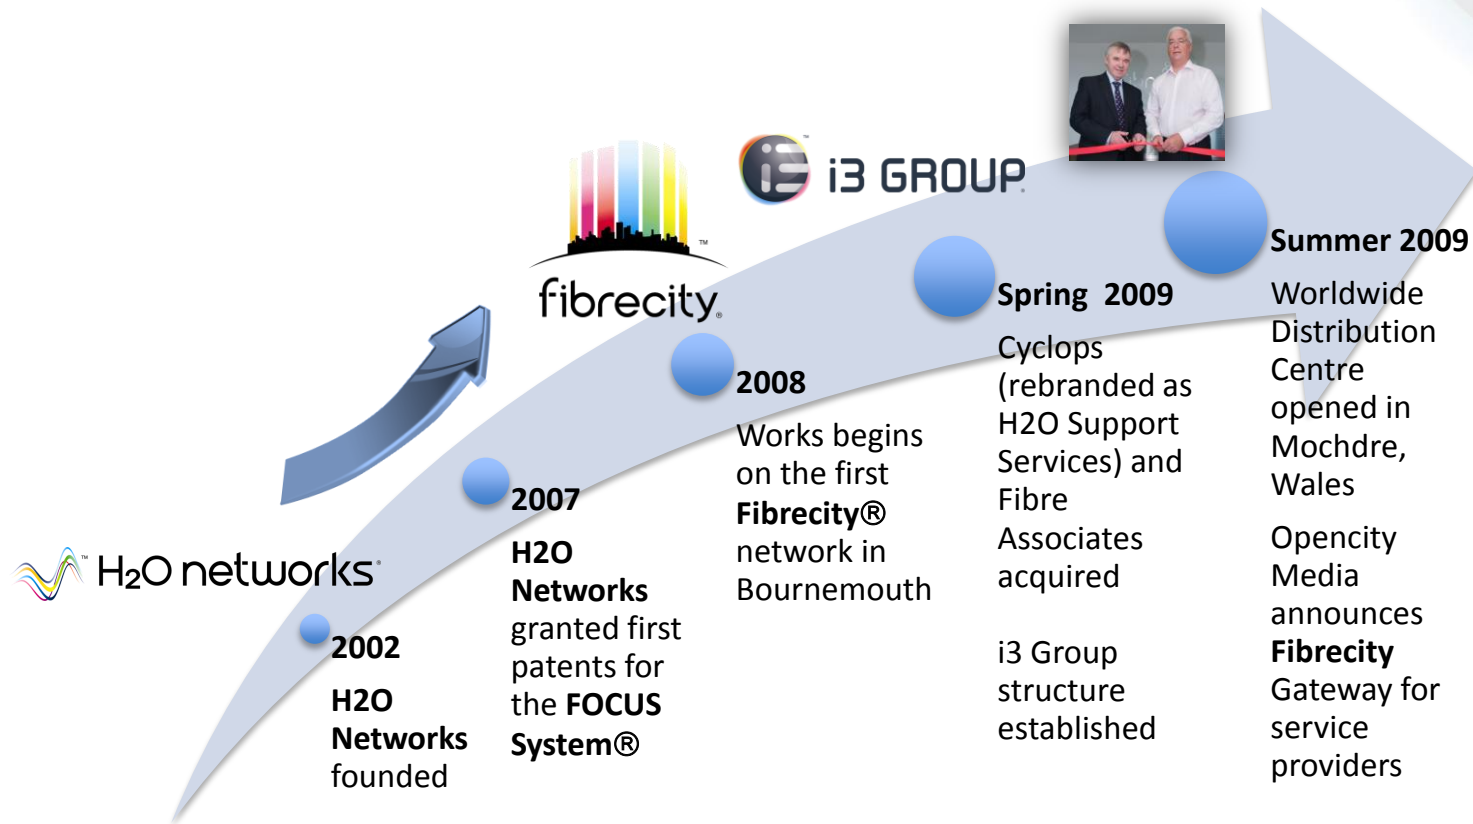 H2O networks
2002
H2O
Networks
founded
2007
H2O
Networks
granted first
patents for
the FOCUS
System®
fibrecity®
™
2008
Works begins
on the first
Fibrecity®
network in
Bournemouth
i3 GROUP
Spring  2009
Cyclops
(rebranded as
H2O Support
Services) and
Fibre
Associates
acquired
i3 Group
structure
established
Summer 2009
Worldwide
Distribution
Centre
opened in
Mochdre,
Wales
Opencity
Media
announces
Fibrecity
Gateway for
service
providers